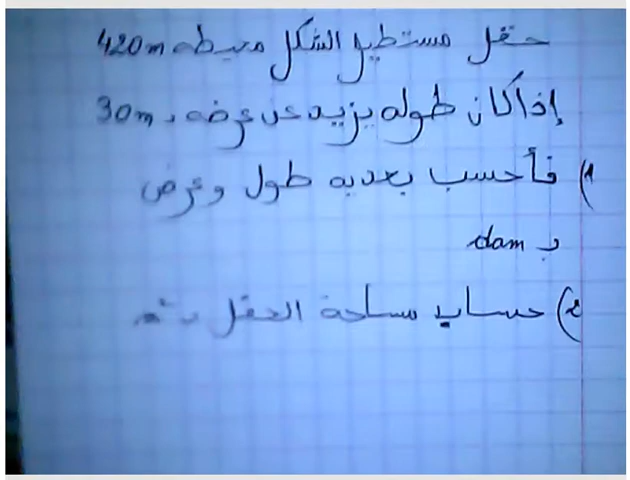 حقل مستطيل الشكل محيطه 420m
إذا كان طوله يزيد عن عرضه بـ 30m
1) فأحسب بعديه طول وعرض
بـ dam
2) حساب مساحة الحقل بـ